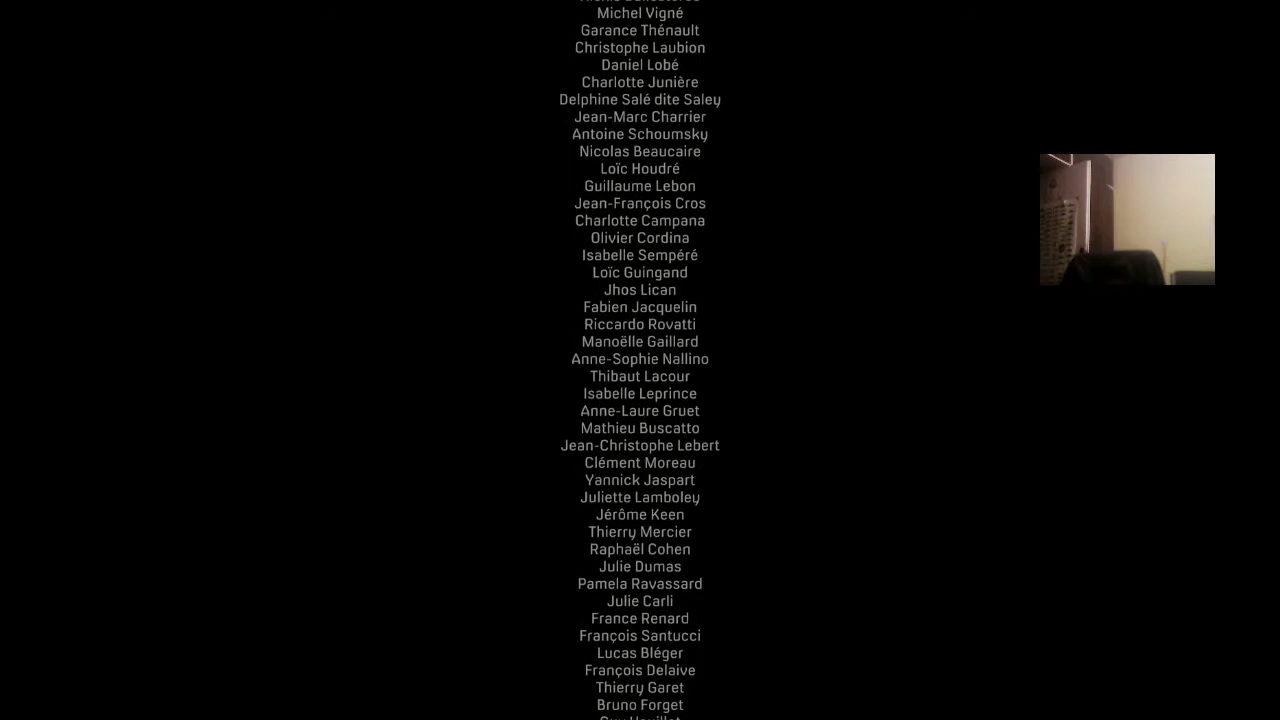 Michel Vigné
Garance Thénault
Christophe Laubion
Daniel Lobé
Charlotte Junière
Delphine Salé dite Saley
Jean-Marc Charrier
Antoine Schoumsky
Nicolas Beaucaire
Loïc Houdré
Guillaume Lebon
Jean-François Cros
Charlotte Campana
Olivier Cordina
Isabelle Sempéré
Loïc Guingand
Jhos Lican
Fabien Jacquelin
Riccardo Rovatti
Manoëlle Gaillard
Anne-Sophie Nallino
Thibaut Lacour
Isabelle Leprince
Anne-Laure Gruet
Mathieu Buscatto
Jean-Christophe Lebert
Clément Moreau
Yannick Jaspart
Juliette Lamboley
Jérôme Keen
Thierry Mercier
Raphaël Cohen
Julie Dumas
Pamela Ravassard
Julie Carli
France Renard
François Santucci
Lucas Bléger
François Delaive
Thierry Garet
Bruno Forget